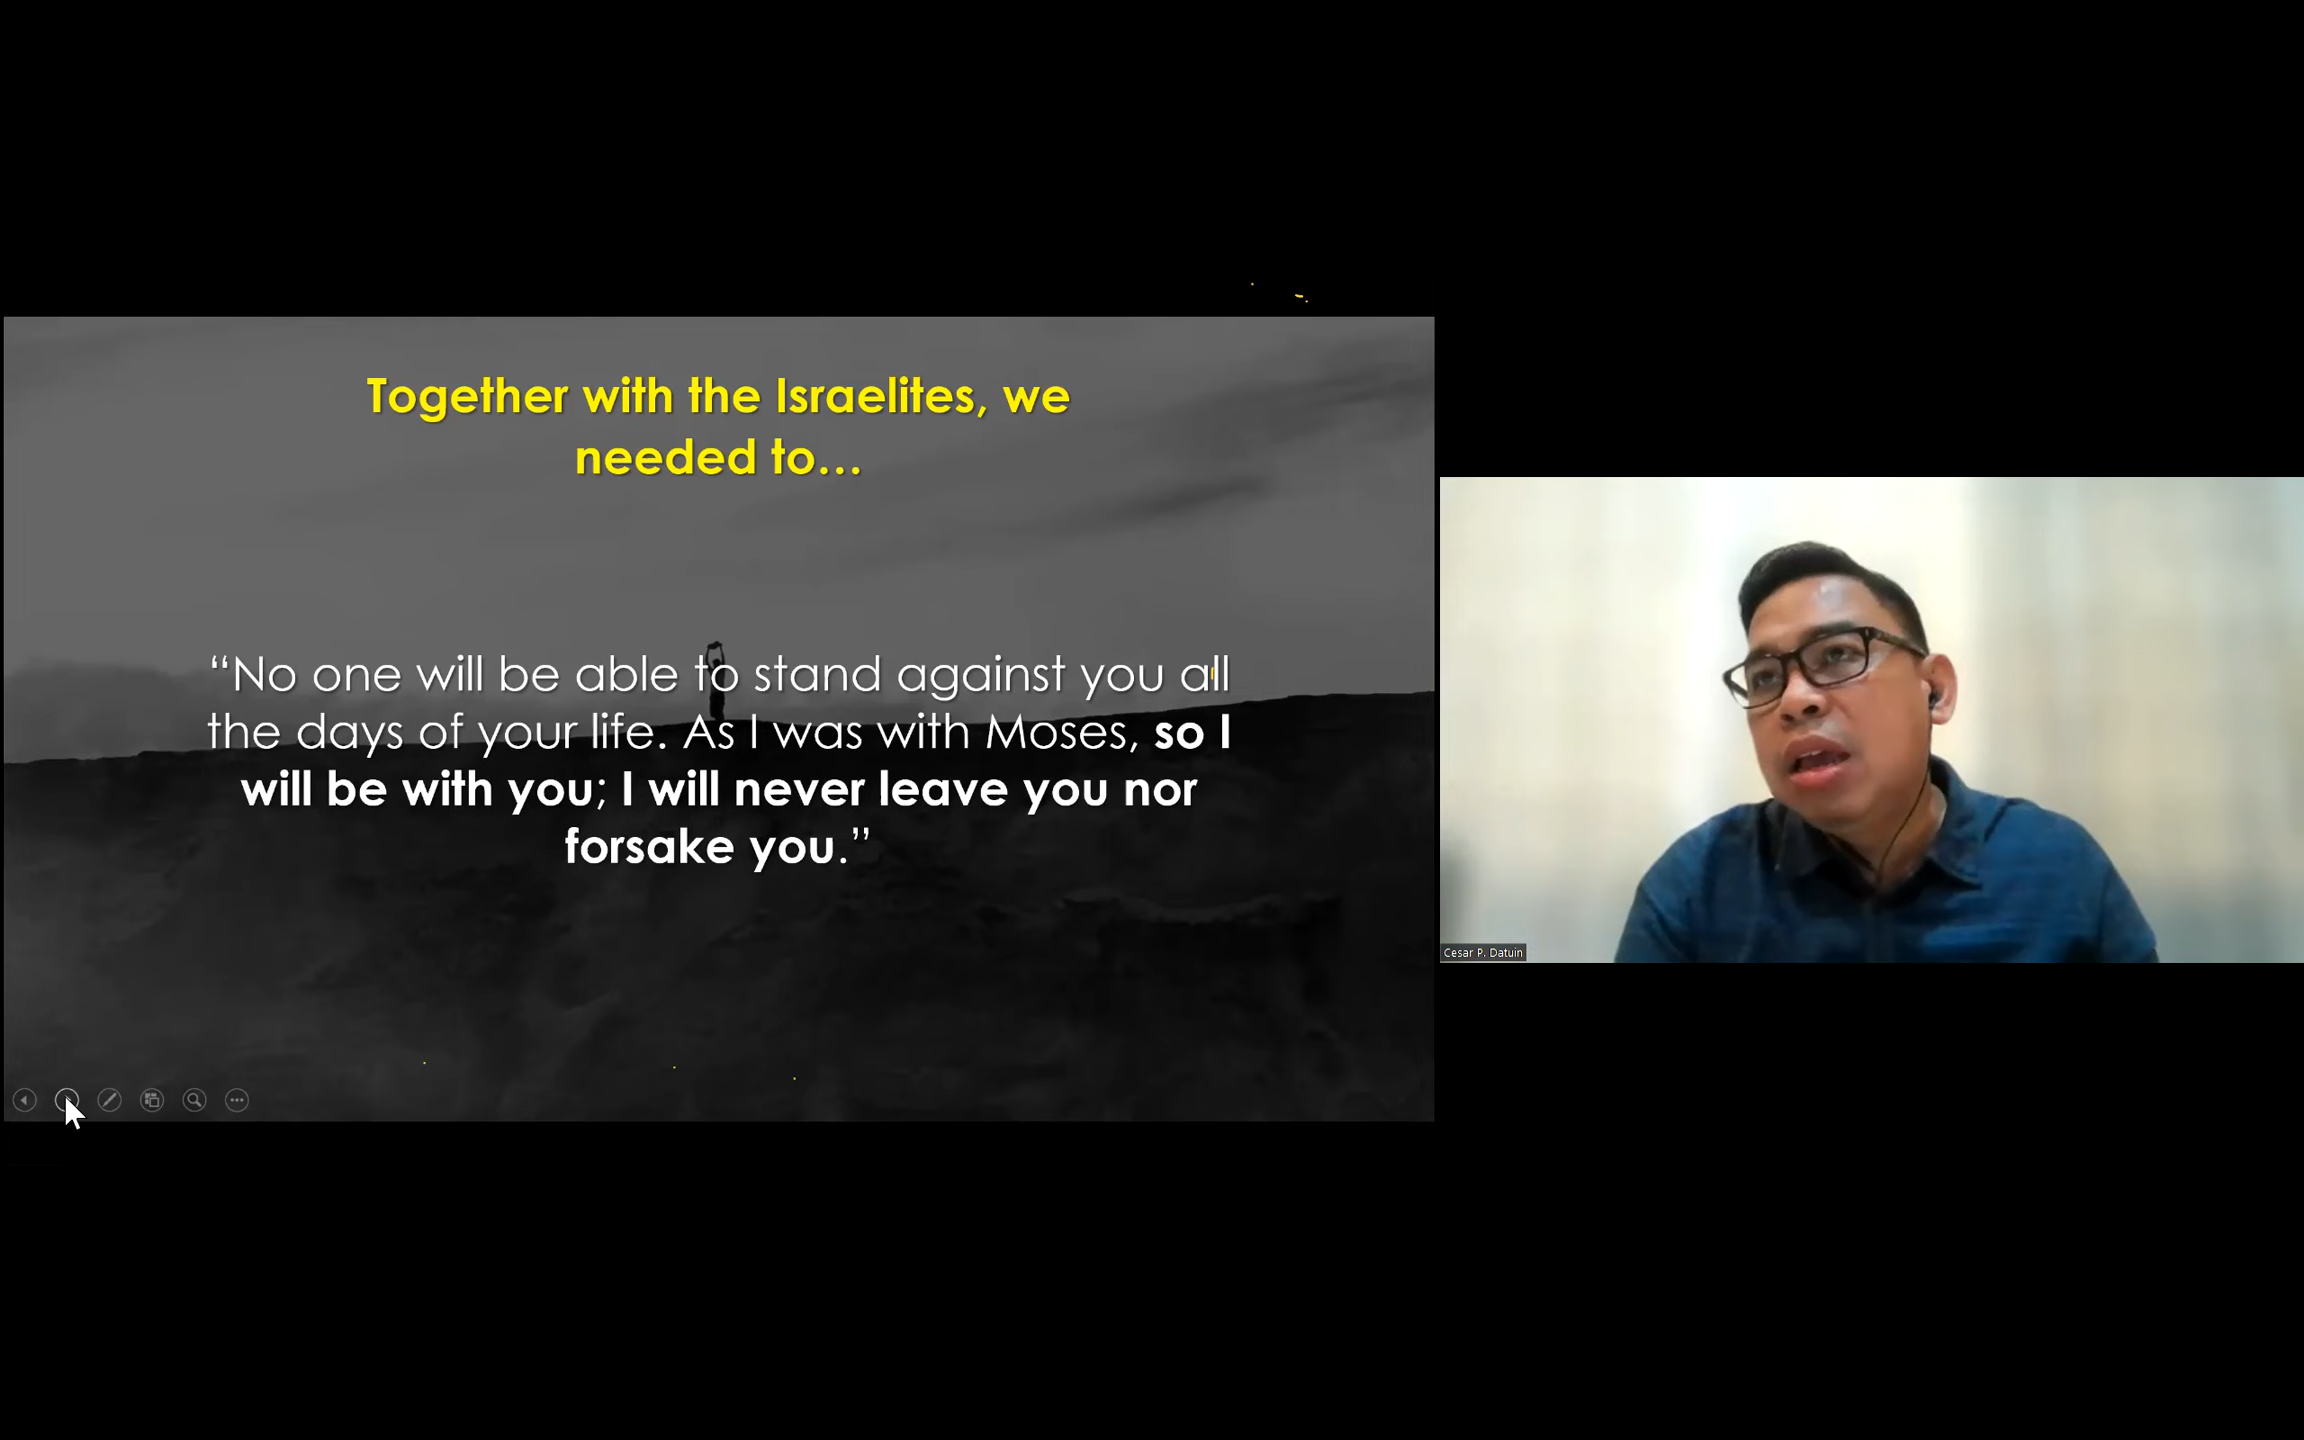 Together with the Israelites, we
needed to…
“No one will be able to stand against you all
the days of your life. As I was with Moses, so I
will be with you; I will never leave you nor
forsake you.”
Cesar P. Datuin